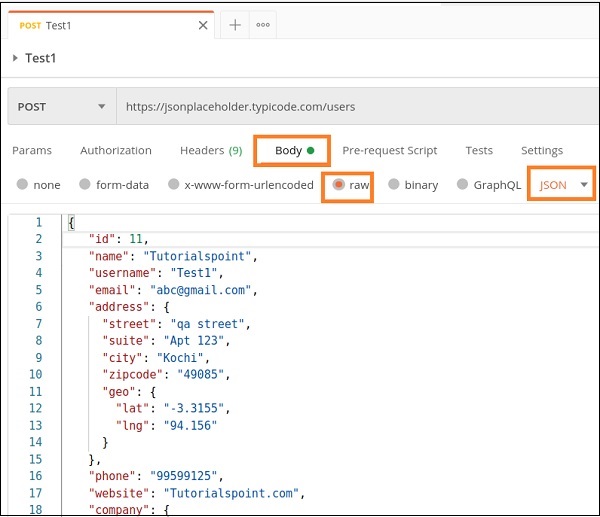 POST Test1
Test1
POST https://jsonplaceholder.typicode.com/users
Params Authorization Headers (9) Body Pre-request Script Tests Settings
none form-data x-www-form-urlencoded raw binary GraphQL JSON
1 {
2 "id": 11,
3 "name": "Tutorialspoint",
4 "username": "Test1",
5 "email": "abc@gmail.com",
6 "address": {
7 "street": "qa street",
8 "suite": "Apt 123",
9 "city": "Kochi",
10 "zipcode": "49085",
11 "geo": {
12 "lat": "-3.3155",
13 "lng": "94.156"
14 }
15 },
16 "phone": "99599125",
17 "website": "Tutorialspoint.com",
18 "company": {